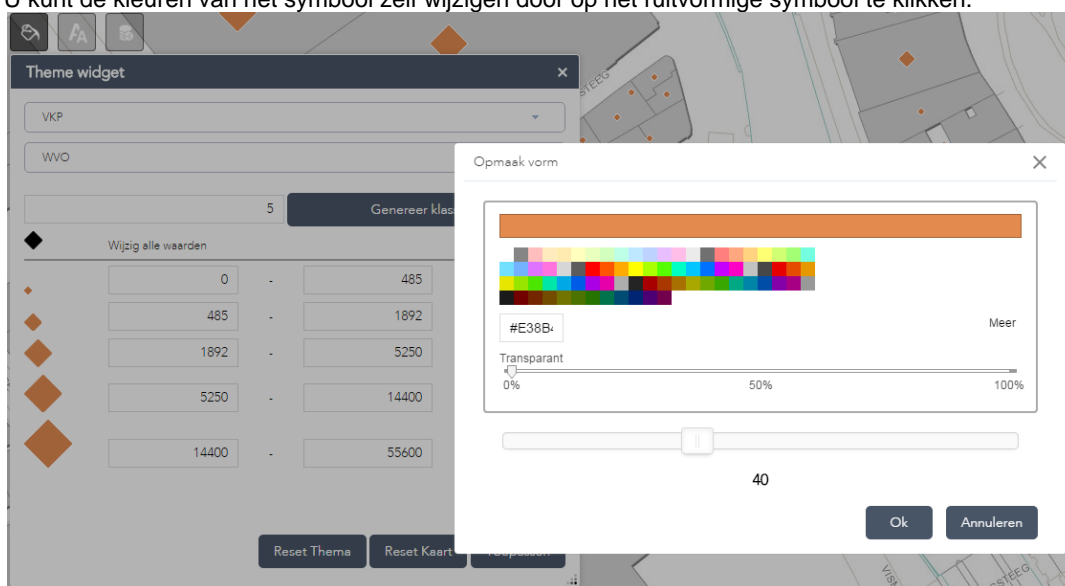 U kunt de kleuren van het symbool zelf wijzigen door op het ruitvormige symbool te klikken.
Theme widget
VKP
WVO
5 Genereer klas
Wijzig alle waarden
0 - 485
485 - 1892
1892 - 5250
5250 - 14400
14400 - 55600
Reset Thema Reset Kaart Toepassen
Opmaak vorm
#E38B4
Meer
Transparant
0% 50% 100%
40
Ok Annuleren
STEEG
STEEG